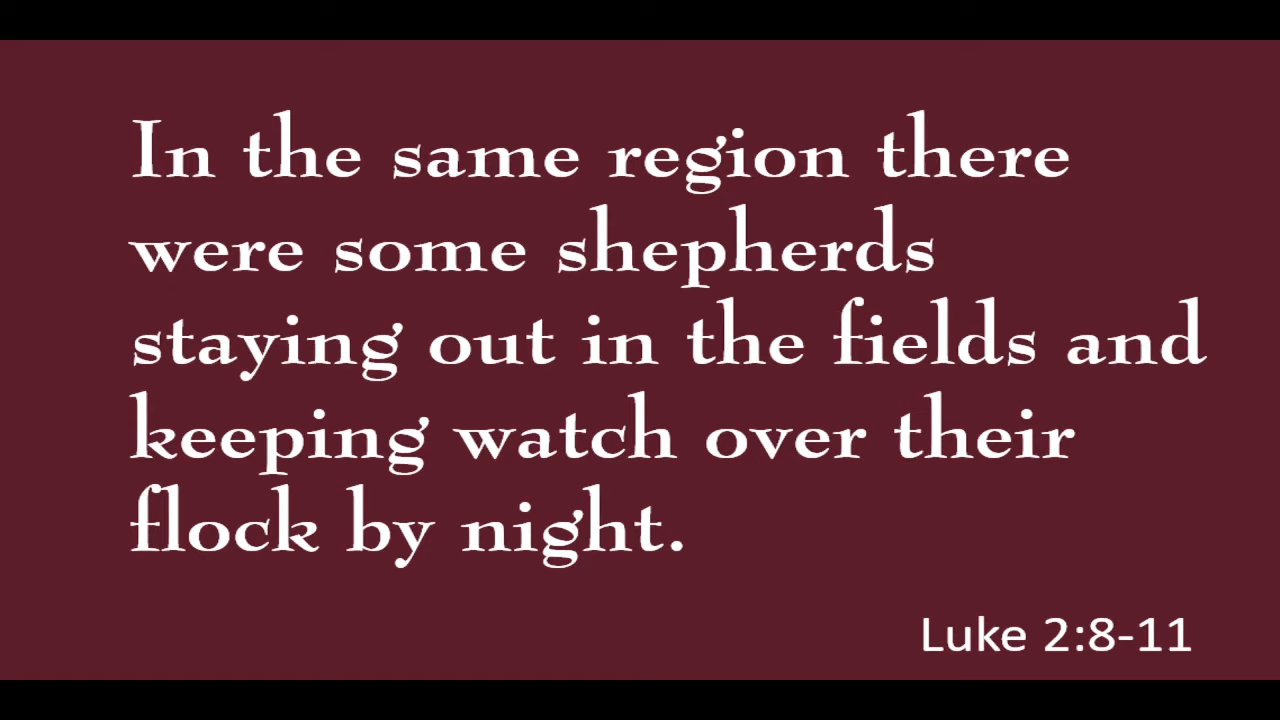 In the same region there
were some shepherds
staying out in the fields and
keeping watch over their
flock by night.
Luke 2:8-11